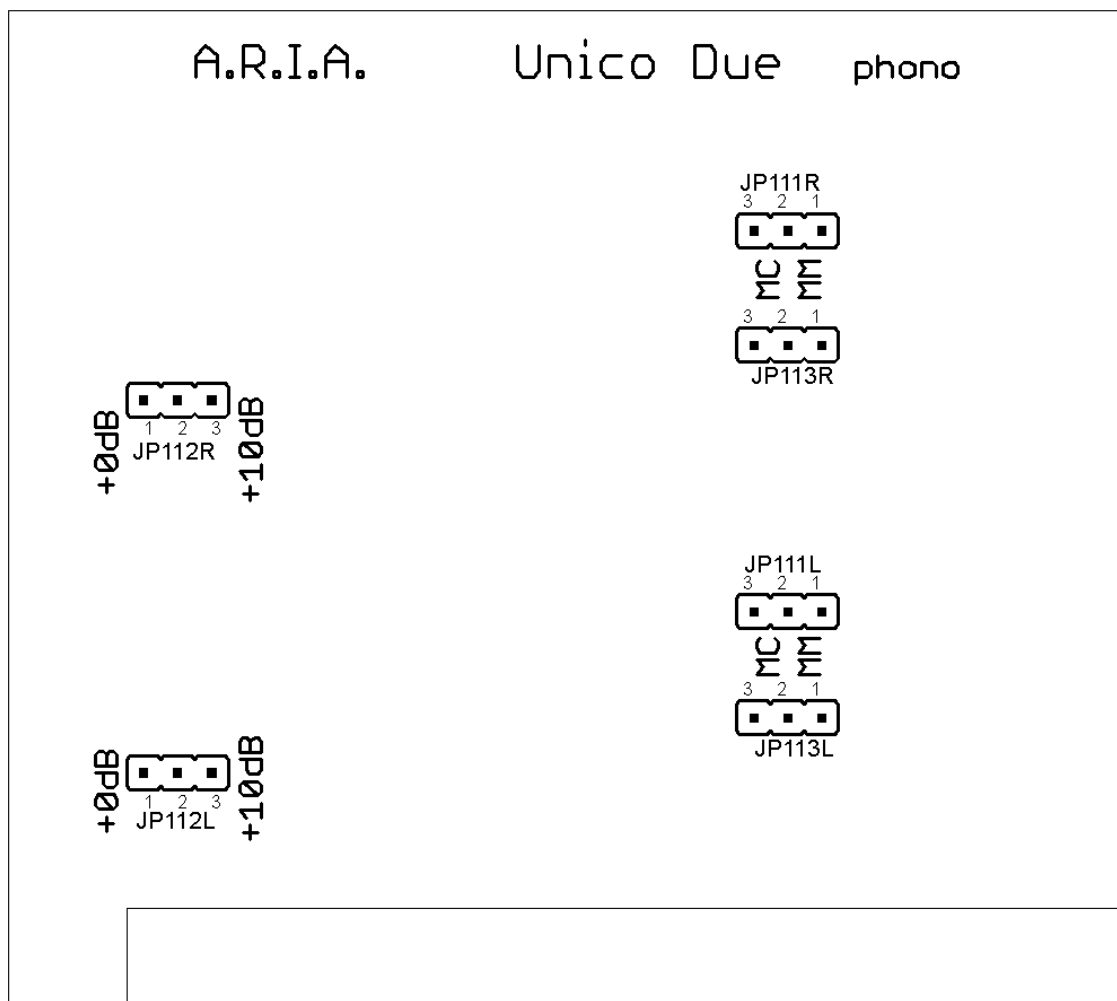 A.R.I.A. Unico Due phono
JP111R
3 2 1
MC MM
3 2 1
JP113R
+0dB +10dB
1 2 3
JP112R
JP111L
3 2 1
MC MM
3 2 1
JP113L
+0dB +10dB
1 2 3
JP112L